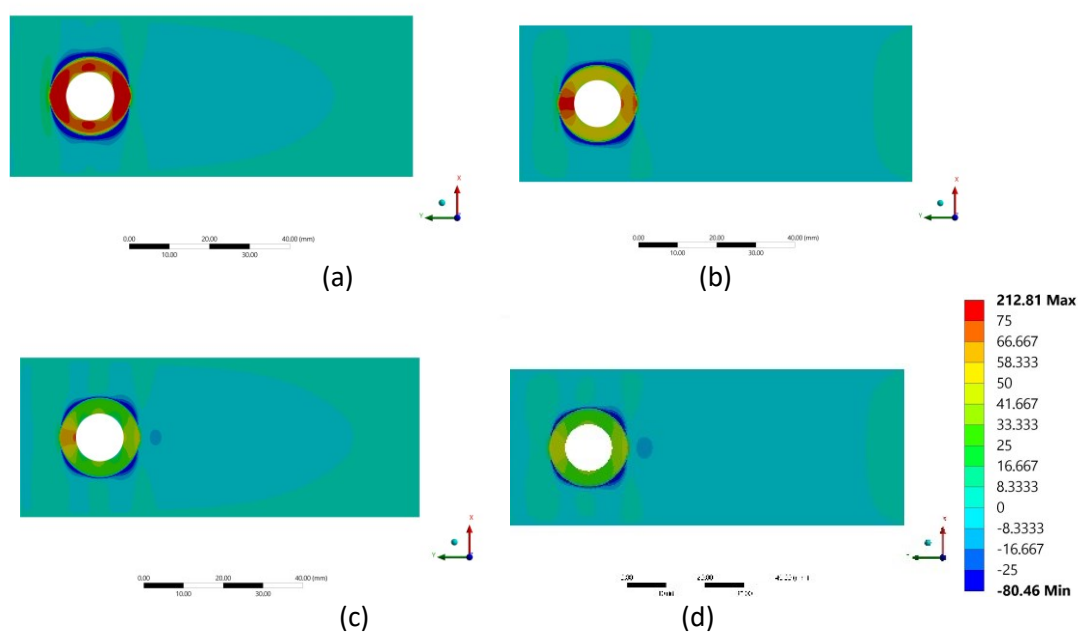 X
Y
0.00 20.00 40.00 (mm)
10.00 30.00
(a)
X
Y
0.00 20.00 40.00 (mm)
10.00 30.00
(b)
212.81 Max
75
66.667
58.333
50
41.667
33.333
25
16.667
8.3333
0
-8.3333
-16.667
-25
-80.46 Min
X
Y
0.00 20.00 40.00 (mm)
10.00 30.00
(c)
(d)